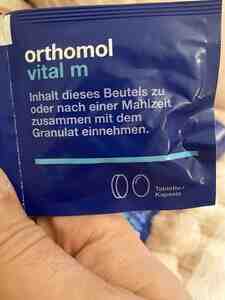 orthomol
vital m
Inhalt dieses Beutels zu
oder nach einer Mahlzeit
zusammen mit dem
Granulat einnehmen.
Tablette/
Kapseln